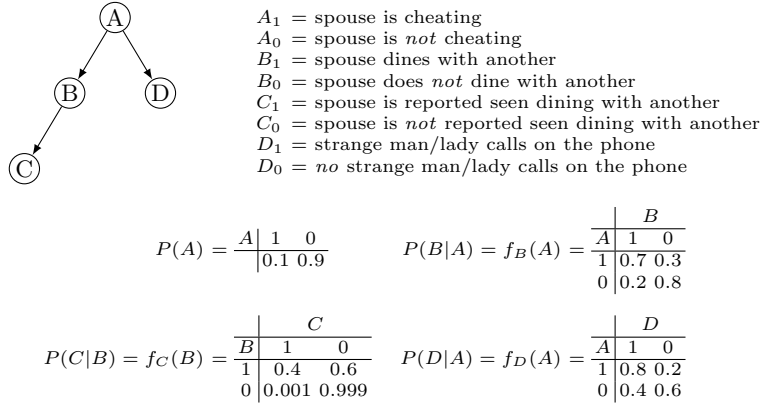 A
B
D
C
A₁ = spouse is cheating
A₀ = spouse is not cheating
B₁ = spouse dines with another
B₀ = spouse does not dine with another
C₁ = spouse is reported seen dining with another
C₀ = spouse is not reported seen dining with another
D₁ = strange man/lady calls on the phone
D₀ = no strange man/lady calls on the phone
P(A) =
A 1 0
0.1 0.9
P(B|A) = f_B(A) =
B
A 1 0
1 0.7 0.3
0 0.2 0.8
P(C|B) = f_C(B) =
C
B 1 0
1 0.4 0.6
0 0.001 0.999
P(D|A) = f_D(A) =
D
A 1 0
1 0.8 0.2
0 0.4 0.6